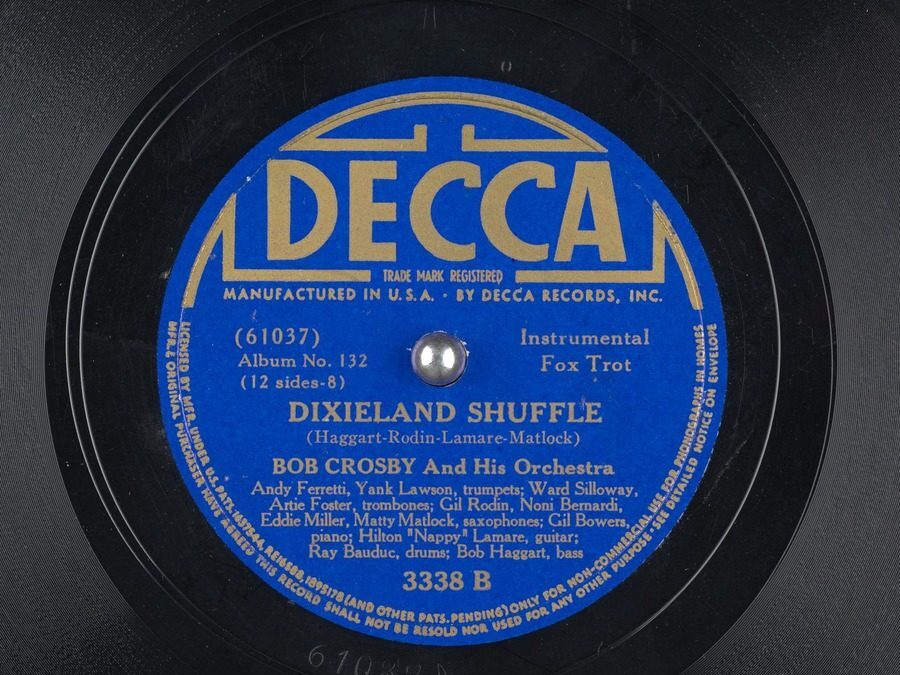 DECCA
TRADE MARK REGISTERED
MANUFACTURED IN U.S.A. · BY DECCA RECORDS, INC.
(61037)
Album No. 132
(12 sides-8)
Instrumental
Fox Trot
DIXIELAND SHUFFLE
(Haggart-Rodin-Lamare-Matlock)
BOB CROSBY And His Orchestra
Andy Ferretti, Yank Lawson, trumpets; Ward Silloway,
Artie Foster, trombones; Gil Rodin, Noni Bernardi,
Eddie Miller, Matty Matlock, saxophones; Gil Bowers,
piano; Hilton "Nappy" Lamare, guitar;
Ray Bauduc, drums; Bob Haggart, bass
3338 B
LICENSED BY MFR. UNDER U.S. PATS. 1637544, RE16588, 1895178 (AND OTHER PATS. PENDING) ONLY FOR NON-COMMERCIAL USE FOR PHONOGRAPHS IN HOMES
MFR. & ORIGINAL PURCHASER HAVE AGREED THIS RECORD SHALL NOT BE RESOLD NOR USED FOR ANY OTHER PURPOSE-SEE DETAILED NOTICE ON ENVELOPE